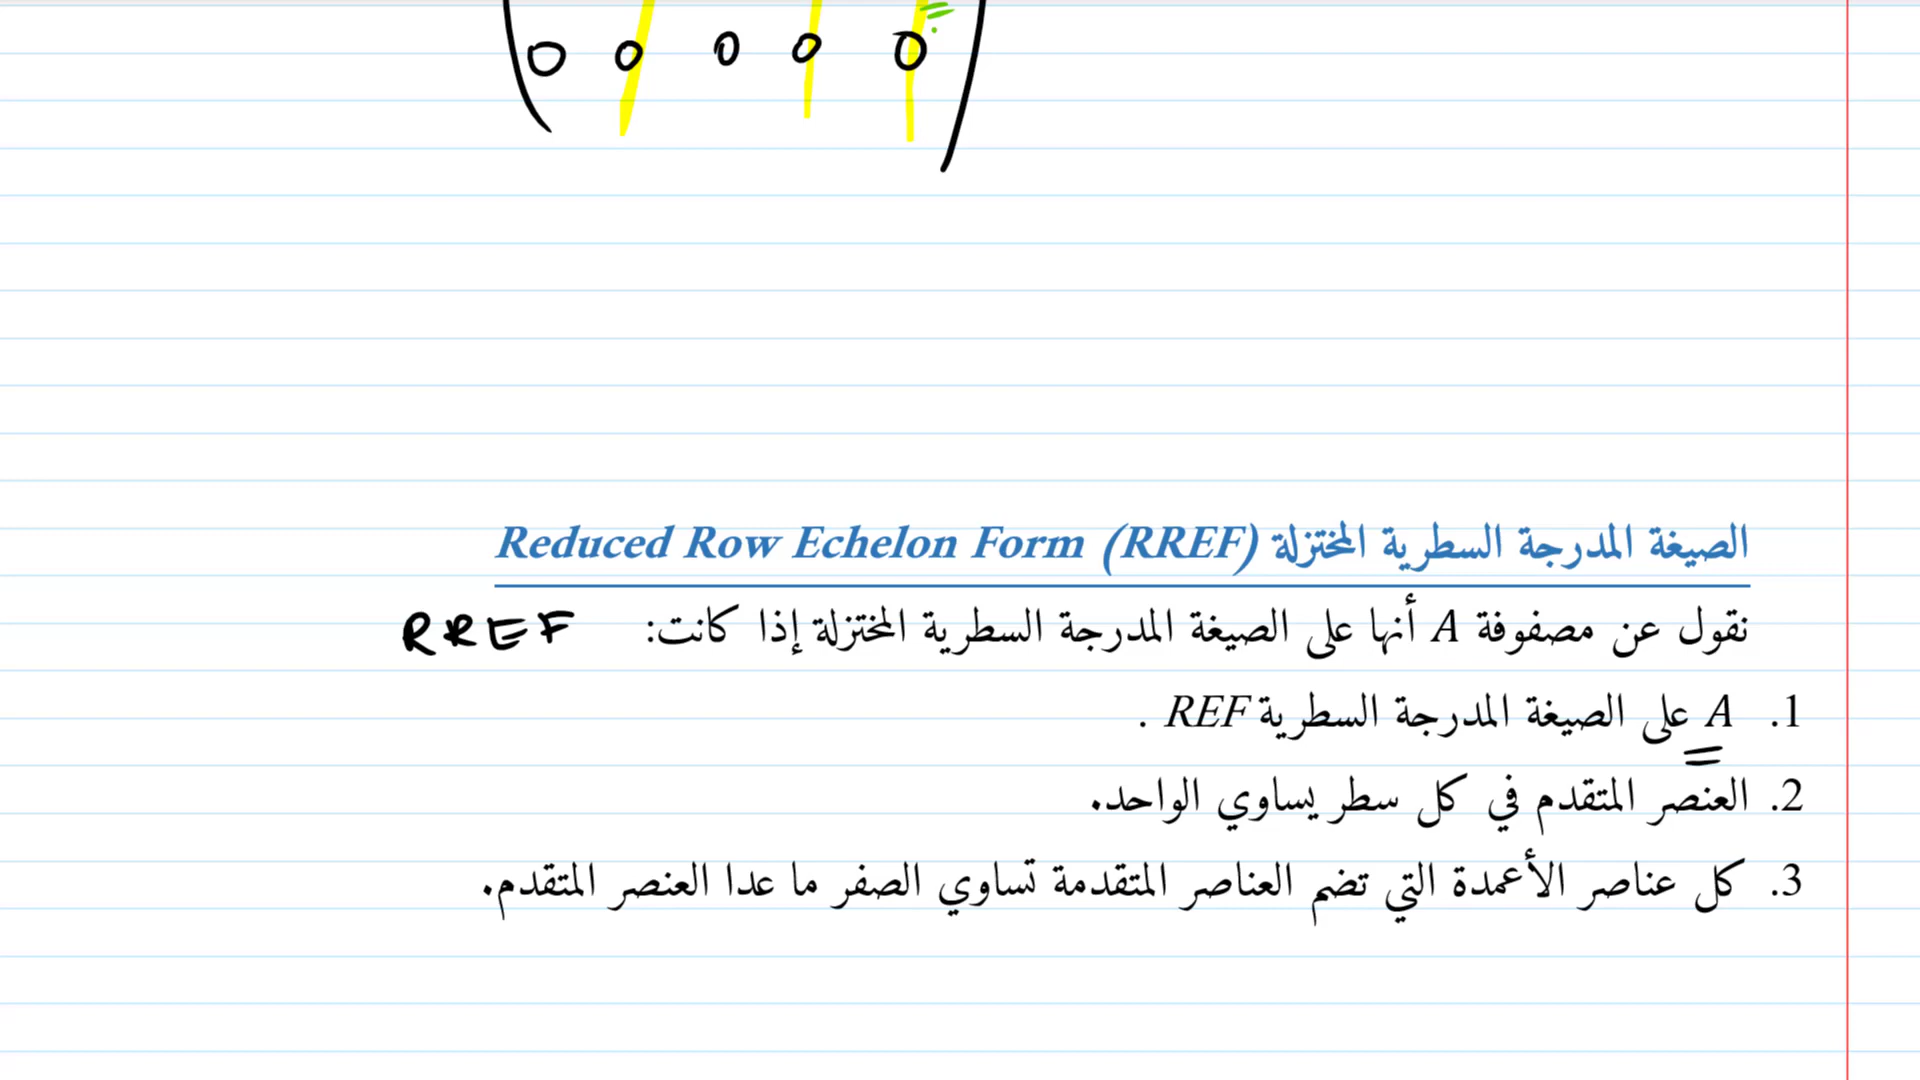 0 0 0 0 0
الصيغة المدرجة السطرية المختزلة Reduced Row Echelon Form (RREF)
نقول عن مصفوفة A أنها على الصيغة المدرجة السطرية المختزلة إذا كانت: RREF
1. A على الصيغة المدرجة السطرية REF .
2. العنصر المتقدم في كل سطر يساوي الواحد.
3. كل عناصر الأعمدة التي تضم العناصر المتقدمة تساوي الصفر ما عدا العنصر المتقدم.